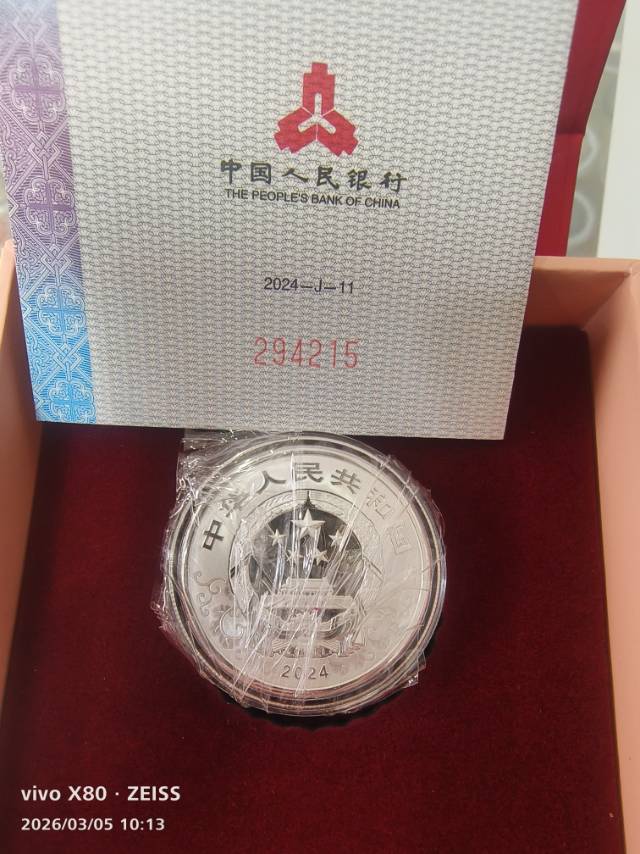 中国人民银行
THE PEOPLE'S BANK OF CHINA
2024—J—11
294215
中华人民共和国
2024
vivo X80 · ZEISS
2026/03/05 10:13